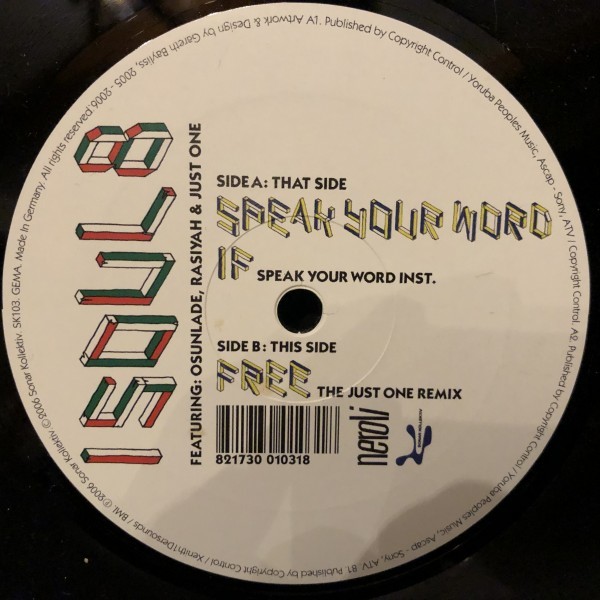 ISOUL8
FEATURING: OSUNLADE, RASIYAH & JUST ONE
SIDE A: THAT SIDE
SPEAK YOUR WORD
IF SPEAK YOUR WORD INST.
SIDE B: THIS SIDE
FREE THE JUST ONE REMIX
821730 010318
neroli
A1. Published by Copyright Control / Yoruba Peoples Music, Ascap - Sony, ATV / Copyright Control. A2. Published by Copyright Control / Yoruba Peoples Music, Ascap - Sony, ATV. B1. Published by Copyright Control / Xenith1Densounds / BMI. ℗2006 Sonar Kollektiv ©2006 Sonar Kollektiv. SK103. GEMA. Made in Germany. All rights reserved. 2005 - 2006. Artwork & Design by Gareth Bayliss,